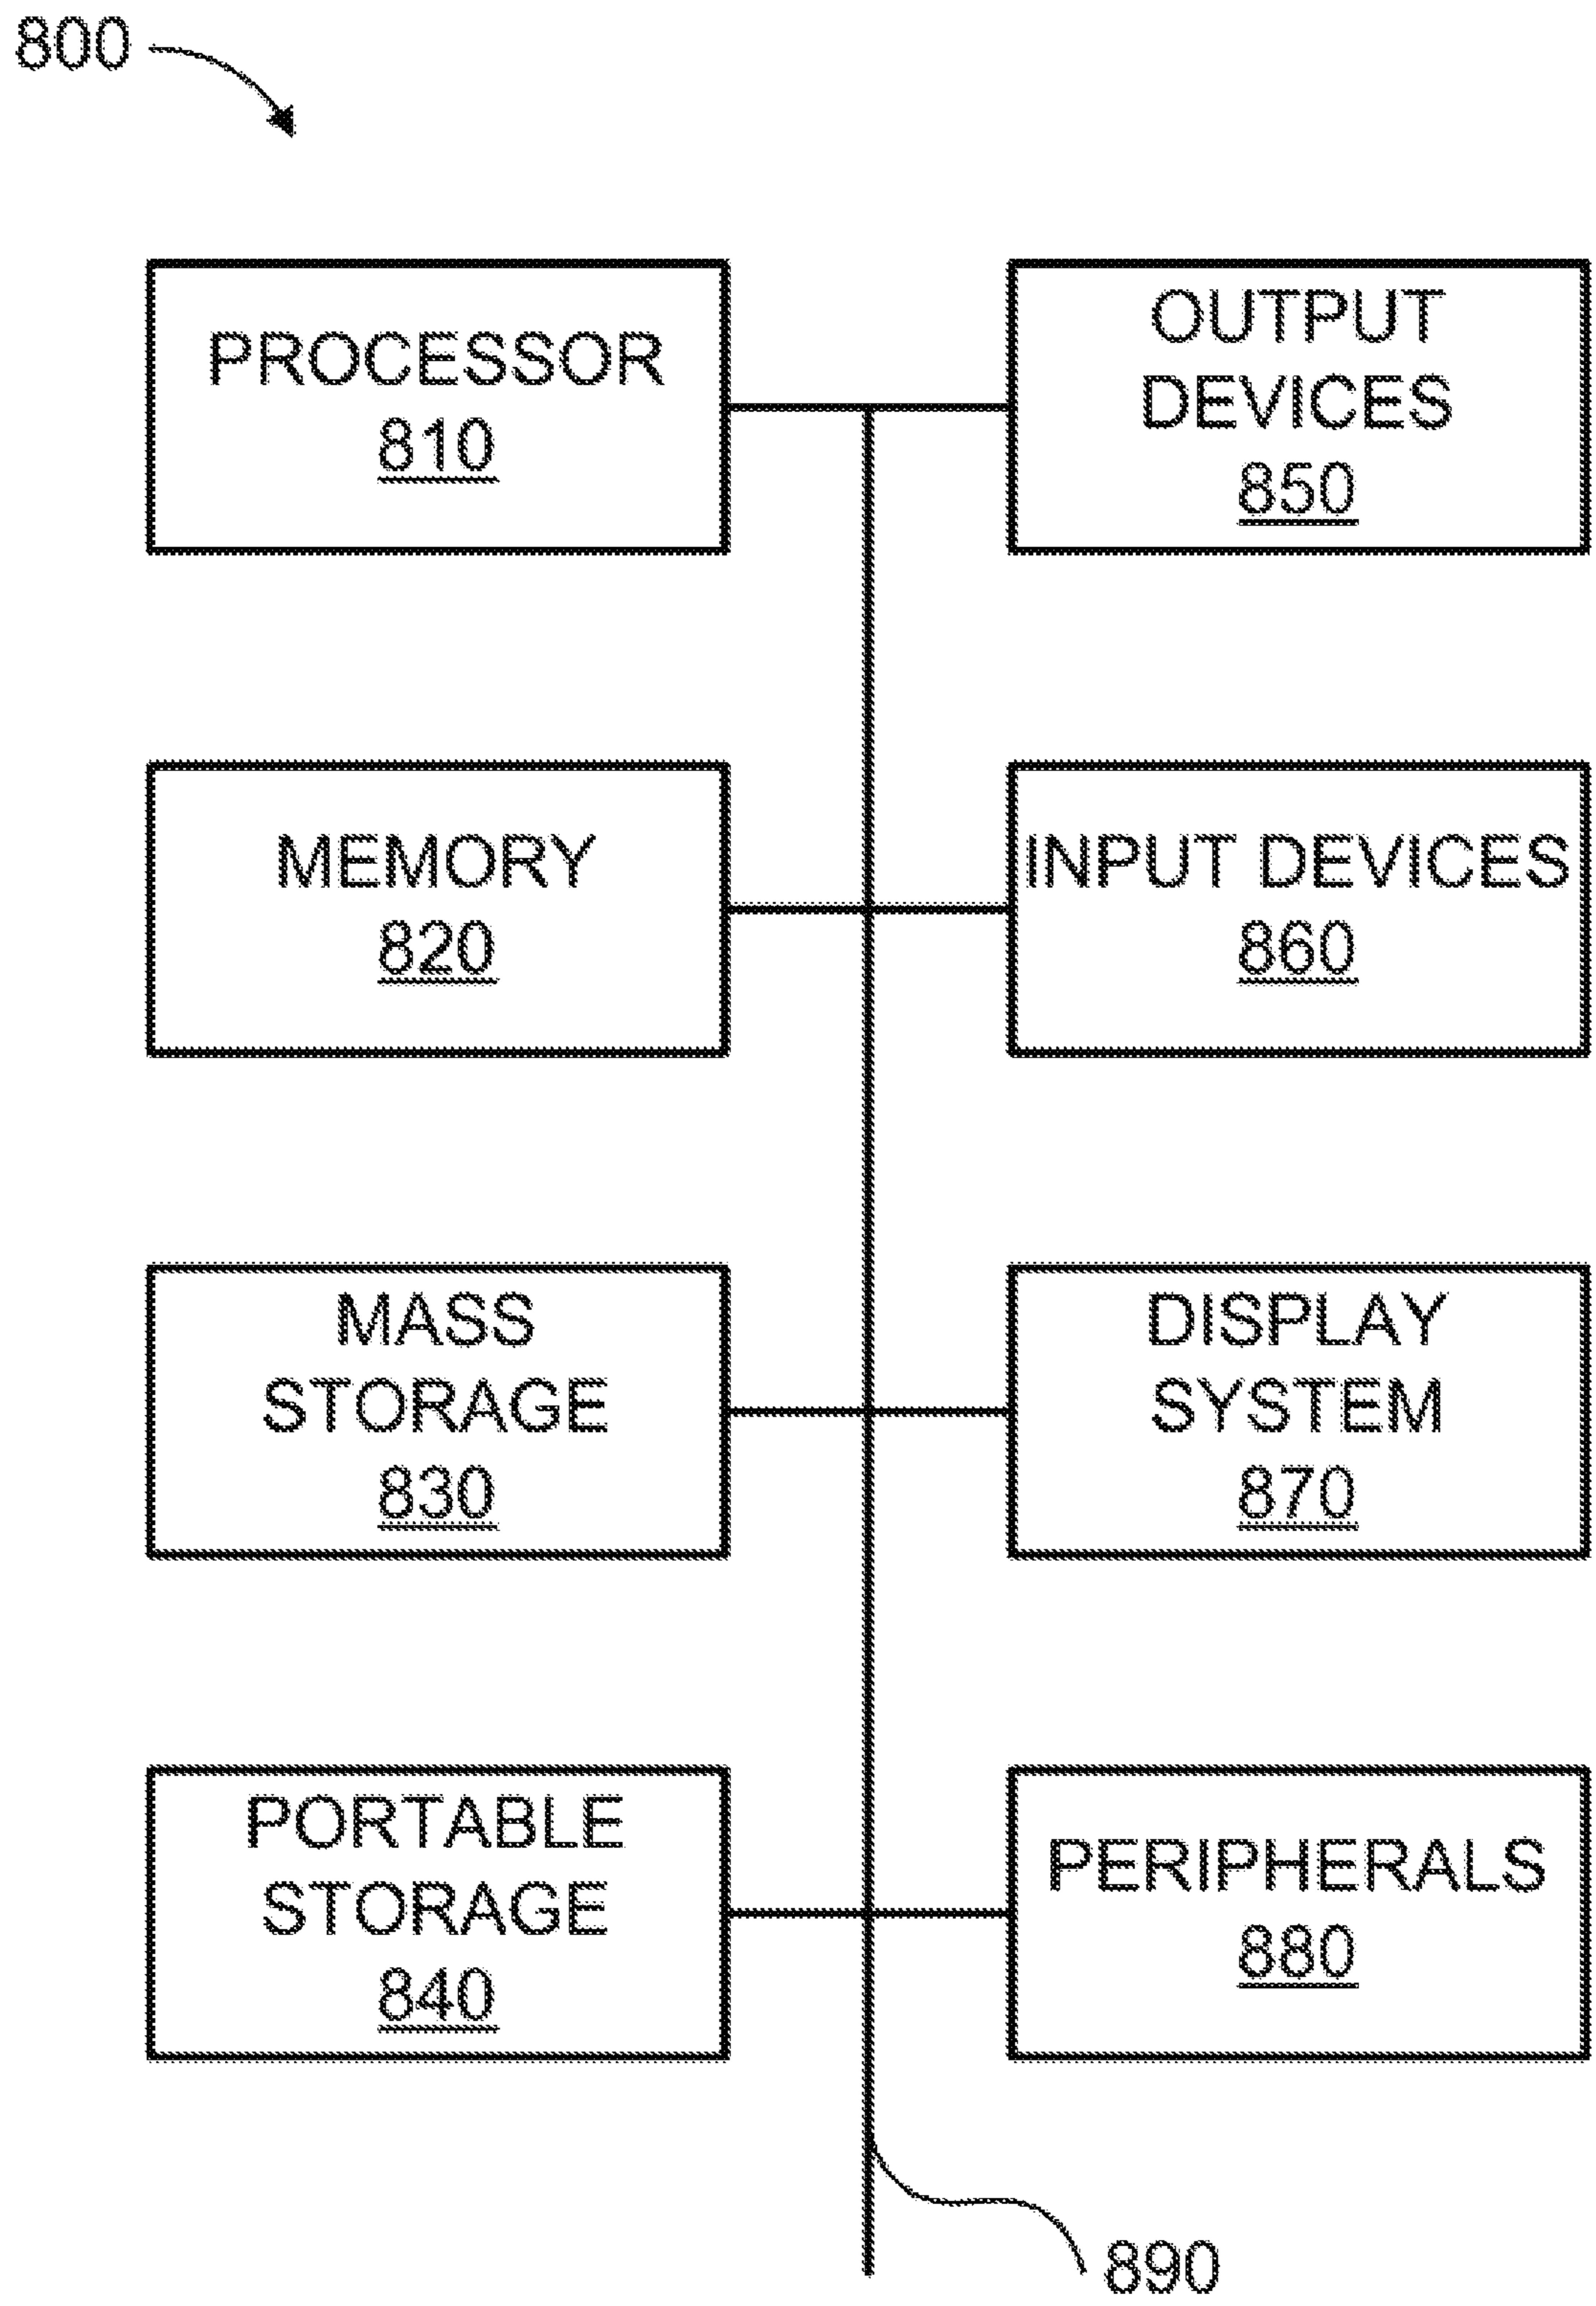 800
PROCESSOR
810
OUTPUT
DEVICES
850
MEMORY
820
INPUT DEVICES
860
MASS
STORAGE
830
DISPLAY
SYSTEM
870
PORTABLE
STORAGE
840
PERIPHERALS
880
890